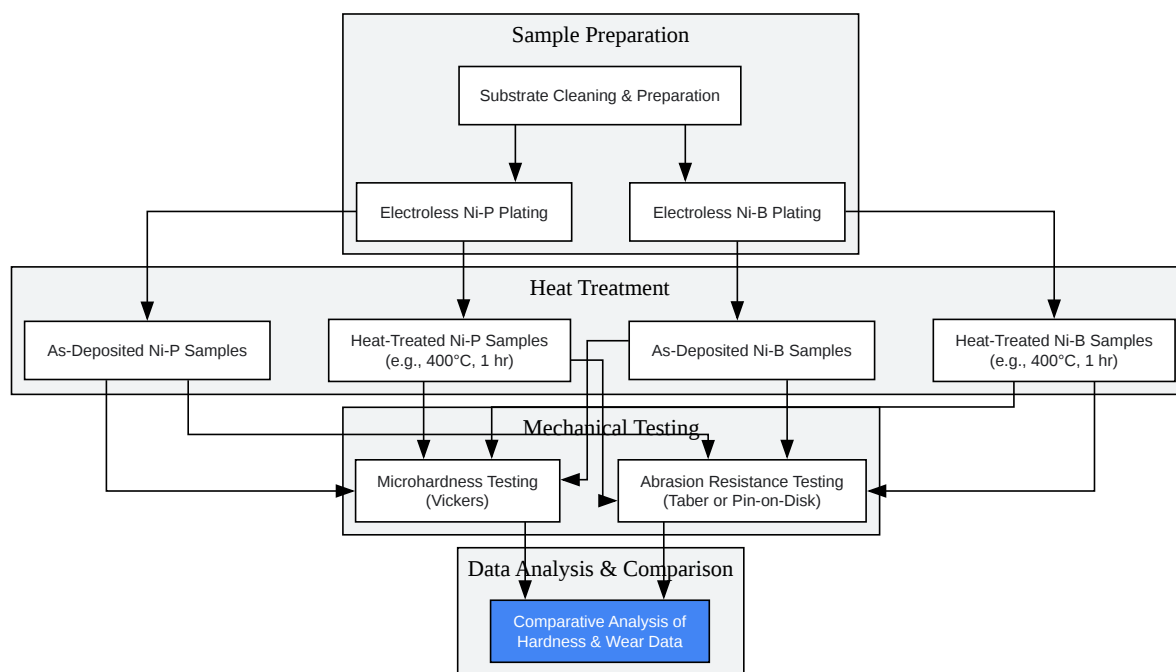 Sample Preparation
Substrate Cleaning & Preparation
Electroless Ni-P Plating
Electroless Ni-B Plating
Heat Treatment
As-Deposited Ni-P Samples
Heat-Treated Ni-P Samples
(e.g., 400°C, 1 hr)
As-Deposited Ni-B Samples
Heat-Treated Ni-B Samples
(e.g., 400°C, 1 hr)
Mechanical Testing
Microhardness Testing
(Vickers)
Abrasion Resistance Testing
(Taber or Pin-on-Disk)
Data Analysis & Comparison
Comparative Analysis of
Hardness & Wear Data